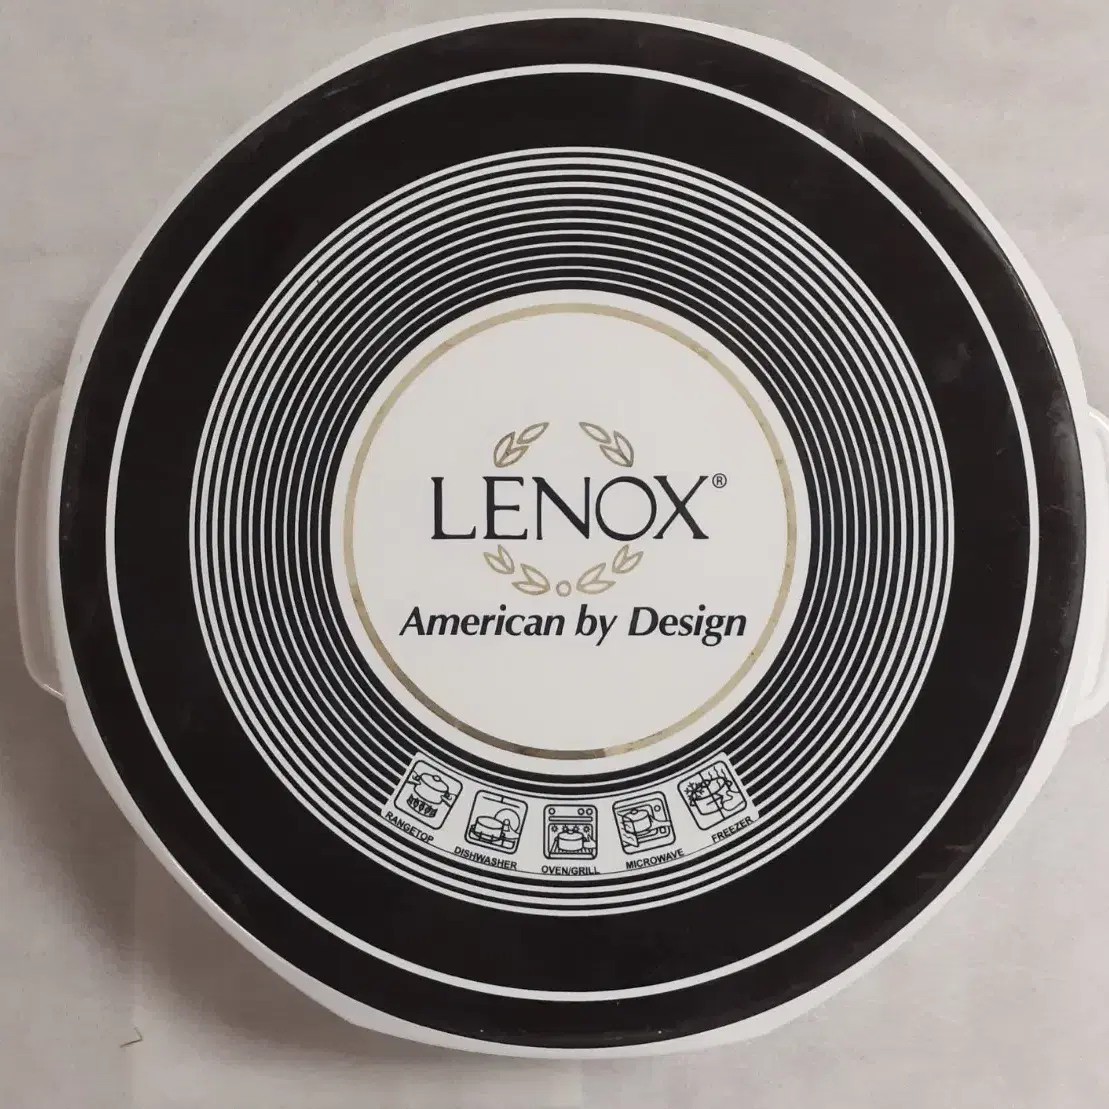 LENOX®
American by Design
RANGETOP
DISHWASHER
OVEN/GRILL
MICROWAVE
FREEZER